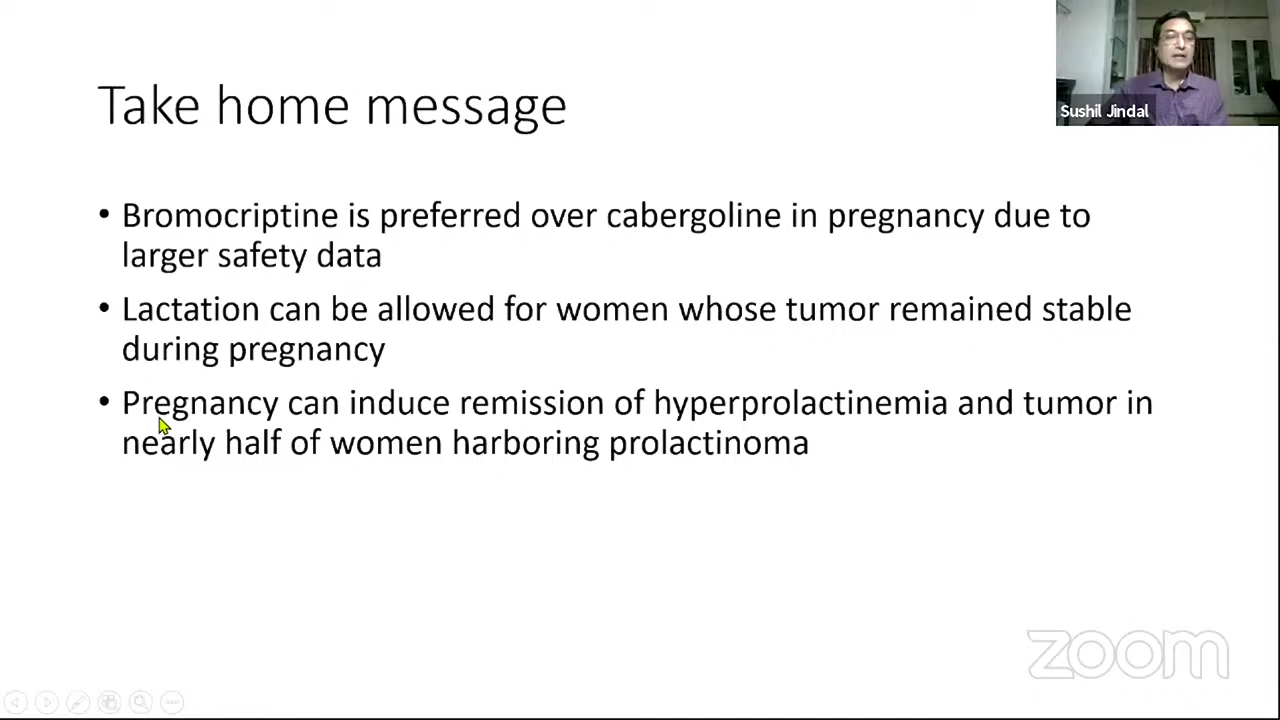 Sushil Jindal
Take home message
• Bromocriptine is preferred over cabergoline in pregnancy due to
larger safety data
• Lactation can be allowed for women whose tumor remained stable
during pregnancy
• Pregnancy can induce remission of hyperprolactinemia and tumor in
nearly half of women harboring prolactinoma
zoom